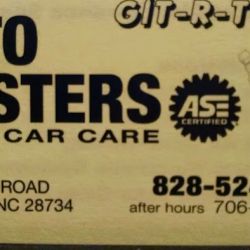 GIT-R-T
TO
STERS
CAR CARE
ASE
CERTIFIED
ROAD 828-52
NC 28734 after hours 706-